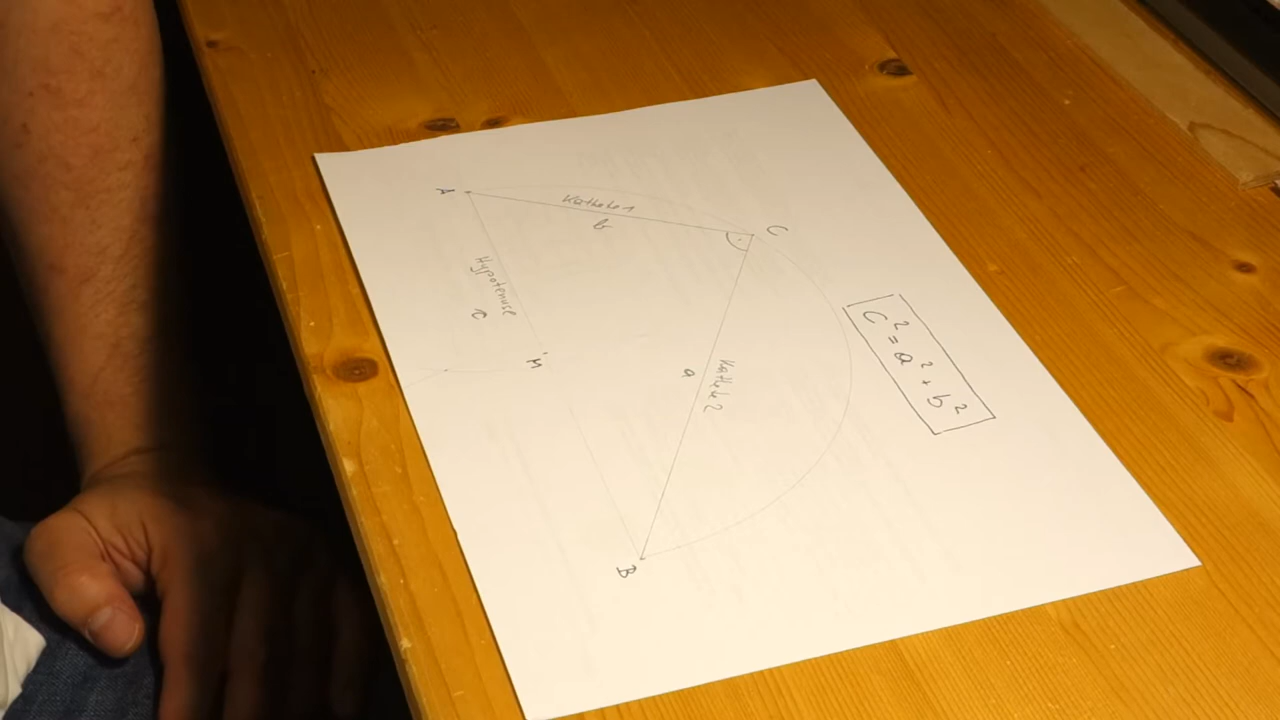 A
Kathete 1
b
C
Hypotenuse
c
M
a
Kathete 2
B
c² = a² + b²